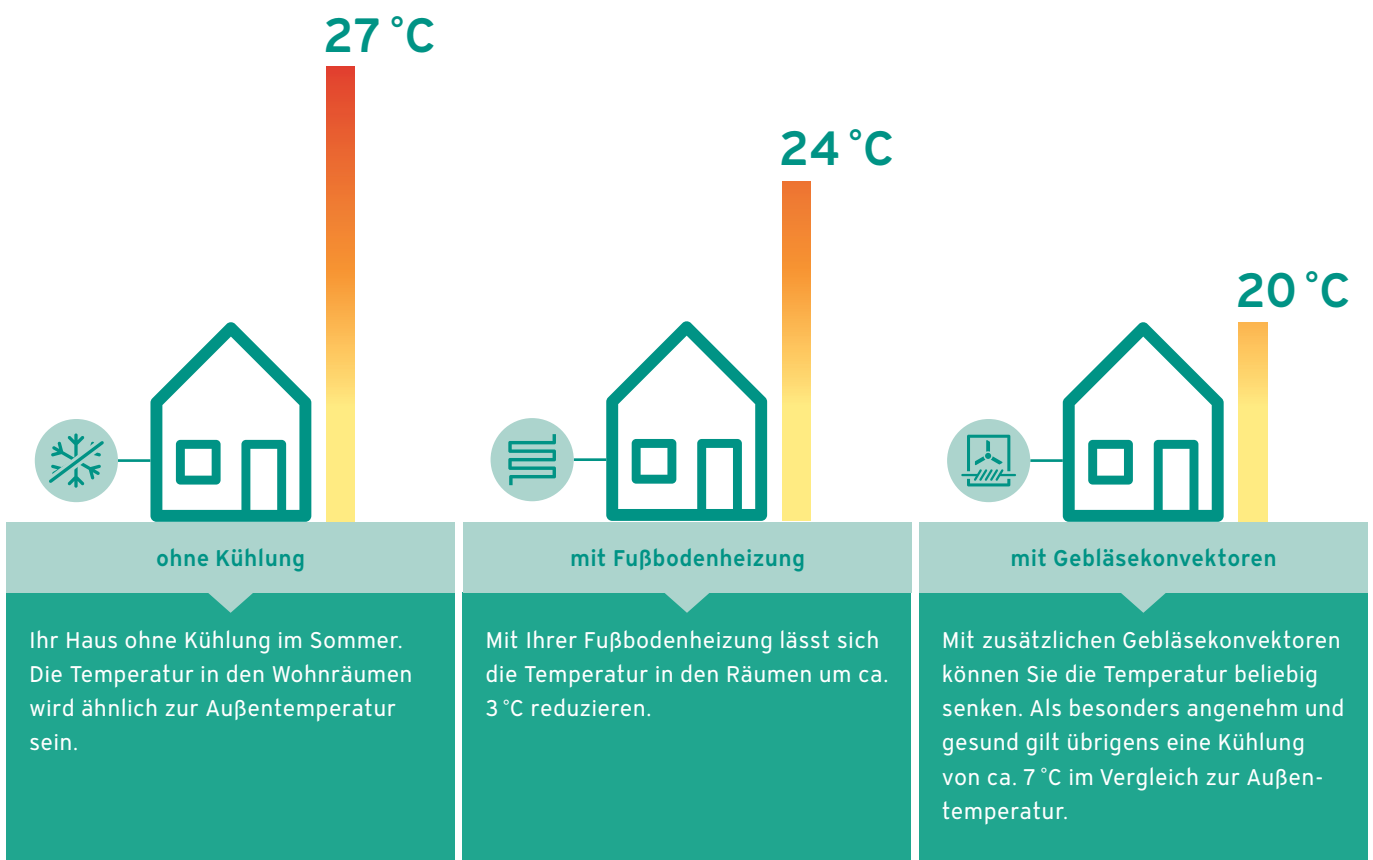 27 °C
24 °C
20 °C
ohne Kühlung
Ihr Haus ohne Kühlung im Sommer.
Die Temperatur in den Wohnräumen
wird ähnlich zur Außentemperatur
sein.
mit Fußbodenheizung
Mit Ihrer Fußbodenheizung lässt sich
die Temperatur in den Räumen um ca.
3 °C reduzieren.
mit Gebläsekonvektoren
Mit zusätzlichen Gebläsekonvektoren
können Sie die Temperatur beliebig
senken. Als besonders angenehm und
gesund gilt übrigens eine Kühlung
von ca. 7 °C im Vergleich zur Außen-
temperatur.